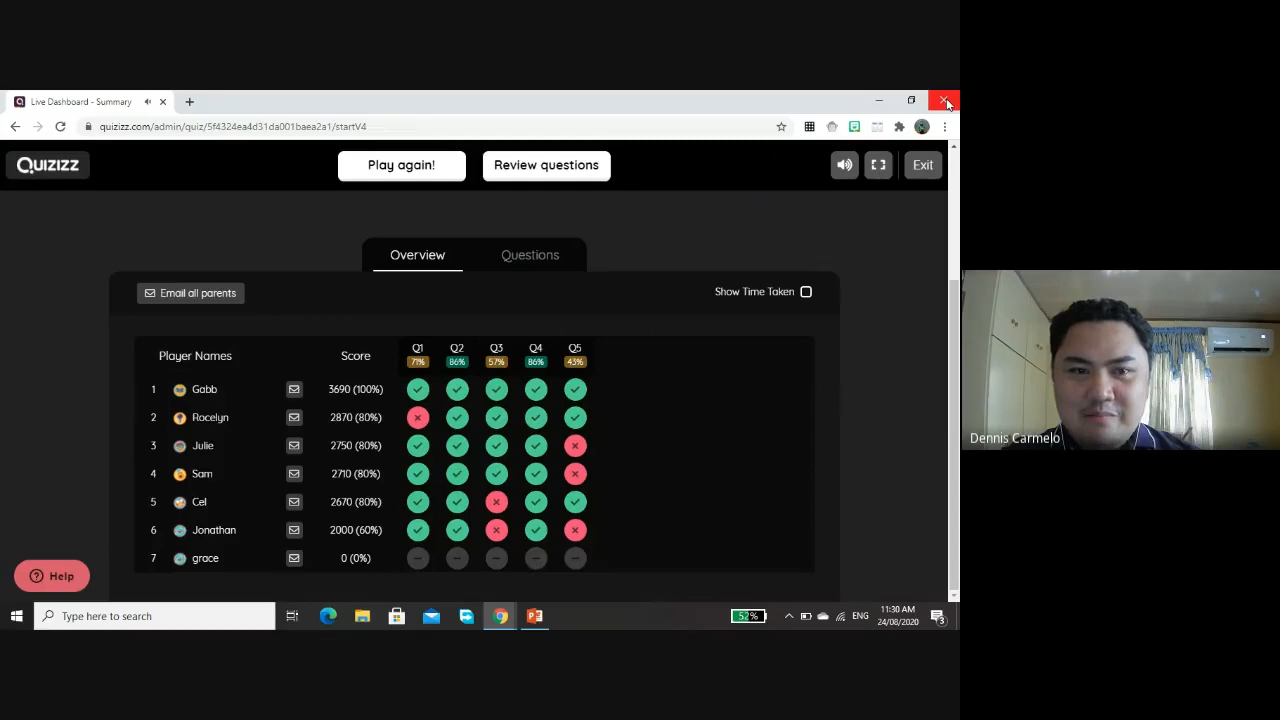 Live Dashboard - Summary
quizizz.com/admin/quiz/5f4324ea4d31da001baea2a1/startV4
QUIZIZZ
Play again!
Review questions
Exit
Overview
Questions
Email all parents
Show Time Taken
Player Names Score Q1 Q2 Q3 Q4 Q5
71% 86% 57% 86% 43%
1 Gabb 3690 (100%)
2 Rocelyn 2870 (80%)
3 Julie 2750 (80%)
4 Sam 2710 (80%)
5 Cel 2670 (80%)
6 Jonathan 2000 (60%)
7 grace 0 (0%)
Help
Dennis Carmelo
Type here to search
52%
ENG
11:30 AM
24/08/2020
3